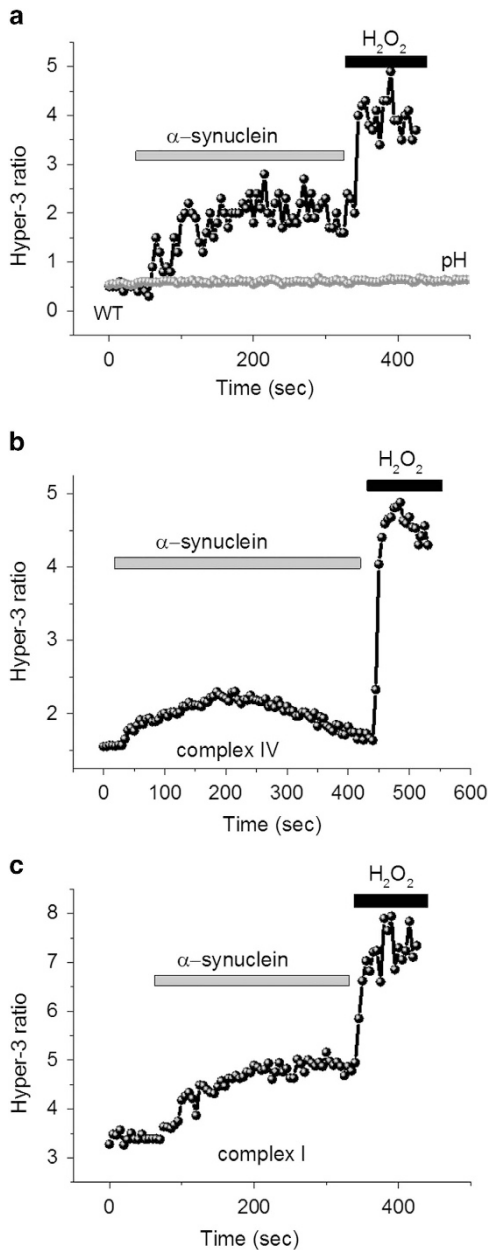 a
H₂O₂
5
4
α–synuclein
3
2
1
pH
0
WT
0 200 400
Time (sec)
Hyper-3 ratio
b
H₂O₂
5
α–synuclein
4
3
2
complex IV
0 100 200 300 400 500 600
Time (sec)
Hyper-3 ratio
c
H₂O₂
8
7
α–synuclein
6
5
4
3
complex I
0 200 400
Time (sec)
Hyper-3 ratio